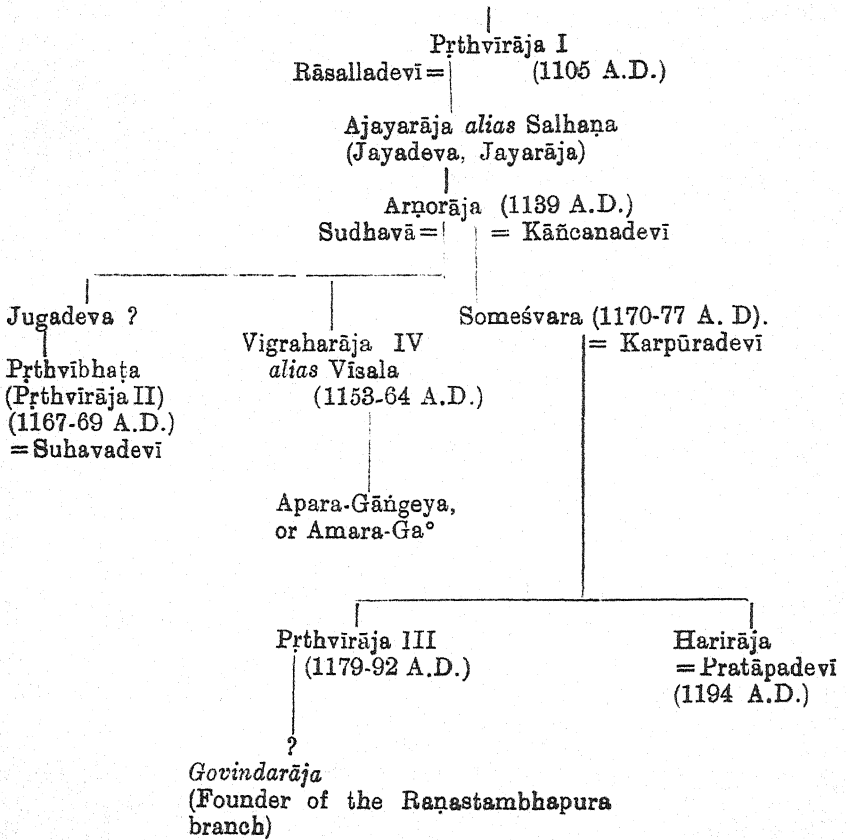 Pṛthvīrāja I
Rāsalladevī= (1105 A.D.)
Ajayarāja alias Salhaṇa
(Jayadeva, Jayarāja)
Arṇorāja (1139 A.D.)
Sudhavā= = Kāñcanadevī
Jugadeva ?
Vigraharāja IV
alias Vīsala
(1153-64 A.D.)
Someśvara (1170-77 A. D).
= Karpūradevī
Pṛthvībhaṭa
(Pṛthvīrāja II)
(1167-69 A.D.)
=Suhavadevī
Apara-Gāṅgeya,
or Amara-Ga°
Pṛthvīrāja III
(1179-92 A.D.)
Harirāja
=Pratāpadevī
(1194 A.D.)
?
Govindarāja
(Founder of the Raṇastambhapura
branch)